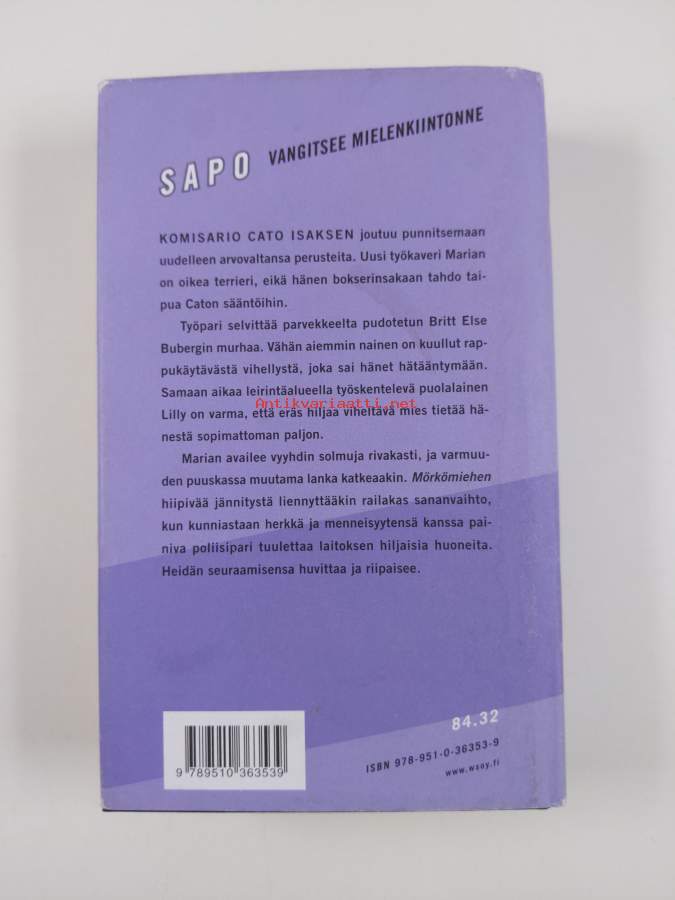 SAPO VANGITSEE MIELENKIINTONNE
KOMISARIO CATO ISAKSEN joutuu punnitsemaan
uudelleen arvovaltansa perusteita. Uusi työkaveri Marian
on oikea terrieri, eikä hänen bokserinsakaan tahdo tai-
pua Caton sääntöihin.
Työpari selvittää parvekkeelta pudotetun Britt Else
Bubergin murhaa. Vähän aiemmin nainen on kuullut rap-
pukäytävästä vihellystä, joka sai hänet hätääntymään.
Samaan aikaa leirintäalueella työskentelevä puolalainen
Antikvariaatti.net
Lilly on varma, että eräs hiljaa viheltävä mies tietää hä-
nestä sopimattoman paljon.
Marian availee vyyhdin solmuja rivakasti, ja varmuu-
den puuskassa muutama lanka katkeaakin. Mörkömiehen
hiipivää jännitystä liennyttääkin railakas sananvaihto,
kun kunniastaan herkkä ja menneisyytensä kanssa pai-
niva poliisipari tuulettaa laitoksen hiljaisia huoneita.
Heidän seuraamisensa huvittaa ja riipaisee.
84.32
ISBN 978-951-0-36353-9
www.wsoy.fi
9 789510 363539